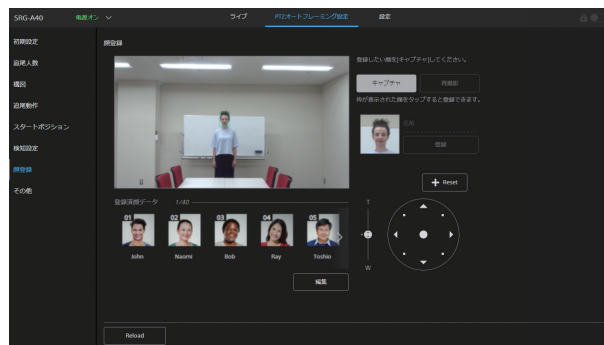 SRG-A40
電源オン
ライブ
PTZオートフレーミング設定
設定
初期設定
追尾人数
構図
追尾動作
スタートポジション
検知設定
顔登録
その他
顔登録
登録したい顔を[キャプチャ]してください。
キャプチャ
再撮影
枠が表示された顔をタップすると登録できます。
名前
登録
Reset
T
W
登録済顔データ 1/40
01 02 03 04 05
John Naomi Bob Ray Toshio
編集
Reload